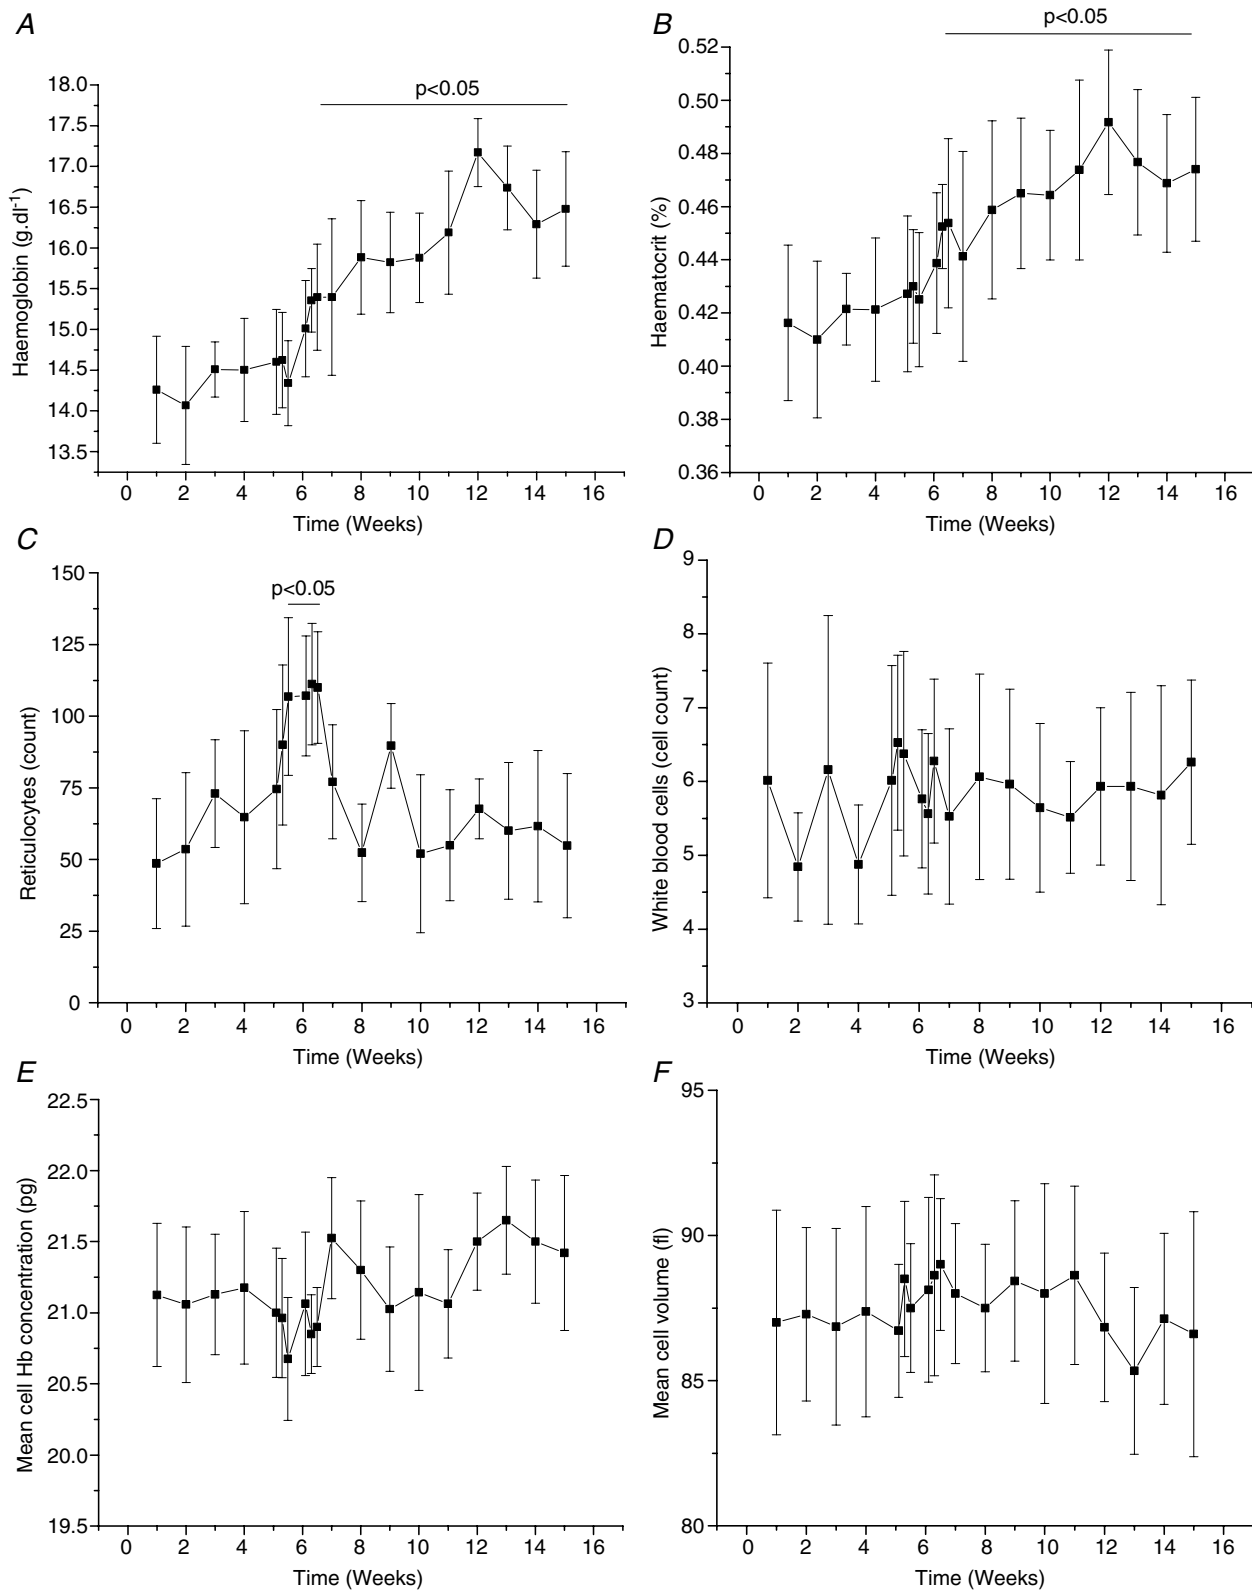 A
p<0.05
18.0
17.5
17.0
16.5
16.0
15.5
15.0
14.5
14.0
13.5
Haemoglobin (g.dl-1)
0 2 4 6 8 10 12 14 16
Time (Weeks)
B
p<0.05
0.52
0.50
0.48
0.46
0.44
0.42
0.40
0.38
0.36
Haematocrit (%)
0 2 4 6 8 10 12 14 16
Time (Weeks)
C
p<0.05
150
125
100
75
50
25
0
Reticulocytes (count)
0 2 4 6 8 10 12 14 16
Time (Weeks)
D
9
8
7
6
5
4
3
White blood cells (cell count)
0 2 4 6 8 10 12 14 16
Time (Weeks)
E
22.5
22.0
21.5
21.0
20.5
20.0
19.5
Mean cell Hb concentration (pg)
0 2 4 6 8 10 12 14 16
Time (Weeks)
F
95
90
85
80
Mean cell volume (fl)
0 2 4 6 8 10 12 14 16
Time (Weeks)